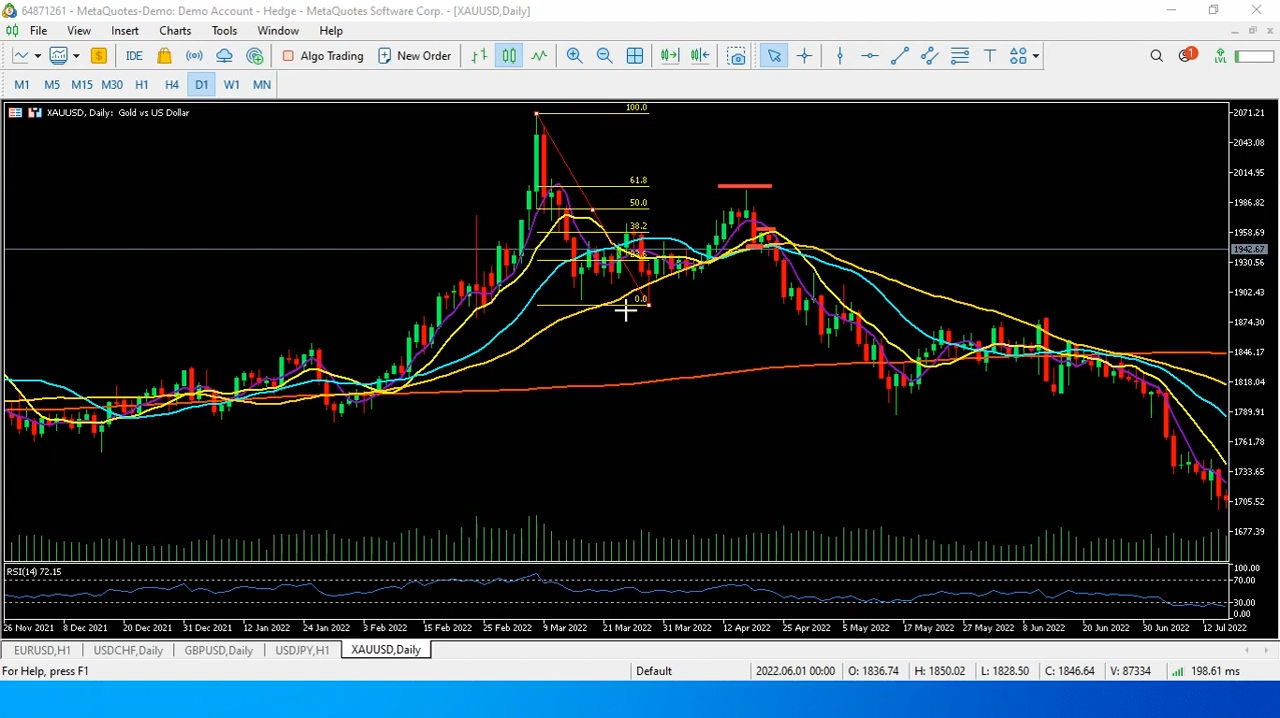 64871261 - MetaQuotes-Demo: Demo Account - Hedge - MetaQuotes Software Corp. - [XAUUSD,Daily]
File View Insert Charts Tools Window Help
IDE Algo Trading New Order 1 LVL
M1 M5 M15 M30 H1 H4 D1 W1 MN
XAUUSD, Daily: Gold vs US Dollar
100.0
61.8
50.0
38.2
23.6
0.0
2071.21
2043.08
2014.95
1986.82
1958.69
1942.67
1930.56
1902.43
1874.30
1846.17
1818.04
1789.91
1761.78
1733.65
1705.52
1677.39
RSI(14) 72.15
100.00
70.00
30.00
0.00
26 Nov 2021 8 Dec 2021 20 Dec 2021 31 Dec 2021 12 Jan 2022 24 Jan 2022 3 Feb 2022 15 Feb 2022 25 Feb 2022 9 Mar 2022 21 Mar 2022 31 Mar 2022 12 Apr 2022 25 Apr 2022 5 May 2022 17 May 2022 27 May 2022 8 Jun 2022 20 Jun 2022 30 Jun 2022 12 Jul 2022
EURUSD,H1 USDCHF,Daily GBPUSD,Daily USDJPY,H1 XAUUSD,Daily
For Help, press F1 Default 2022.06.01 00:00 O: 1836.74 H: 1850.02 L: 1828.50 C: 1846.64 V: 87334 198.61 ms